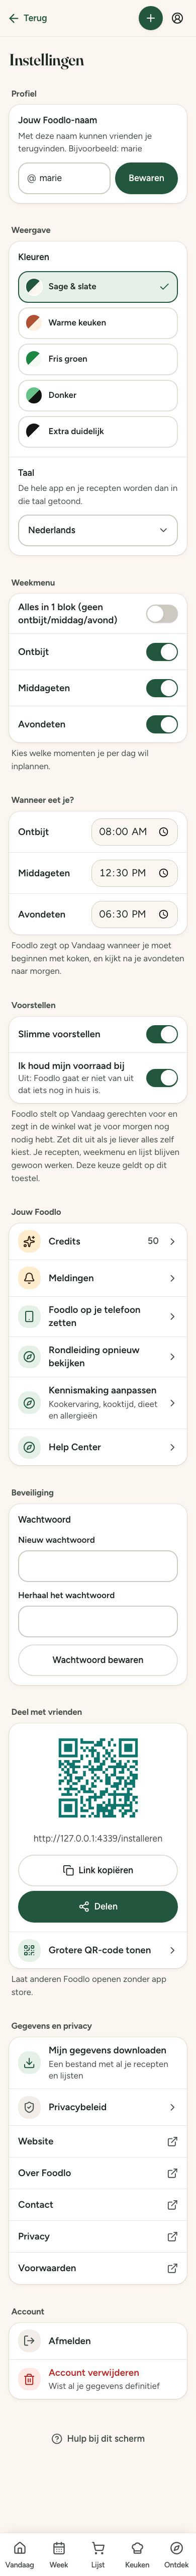 Terug
Instellingen
Profiel
Jouw Foodlo-naam
Met deze naam kunnen vrienden je
terugvinden. Bijvoorbeeld: marie
@ marie
Bewaren
Weergave
Kleuren
Sage & slate
Warme keuken
Fris groen
Donker
Extra duidelijk
Taal
De hele app en je recepten worden dan in
die taal getoond.
Nederlands
Weekmenu
Alles in 1 blok (geen
ontbijt/middag/avond)
Ontbijt
Middageten
Avondeten
Kies welke momenten je per dag wil
inplannen.
Wanneer eet je?
Ontbijt
08:00 AM
Middageten
12:30 PM
Avondeten
06:30 PM
Foodlo zegt op Vandaag wanneer je moet
beginnen met koken, en kijkt na je avondeten
naar morgen.
Voorstellen
Slimme voorstellen
Ik houd mijn voorraad bij
Uit: Foodlo gaat er niet van uit
dat iets nog in huis is.
Foodlo stelt op Vandaag gerechten voor en
zegt in de winkel wat je voor morgen nog
nodig hebt. Zet dit uit als je liever alles zelf
kiest. Je recepten, weekmenu en lijst blijven
gewoon werken. Deze keuze geldt op dit
toestel.
Jouw Foodlo
Credits
50
Meldingen
Foodlo op je telefoon
zetten
Rondleiding opnieuw
bekijken
Kennismaking aanpassen
Kookervaring, kooktijd, dieet
en allergieën
Help Center
Beveiliging
Wachtwoord
Nieuw wachtwoord
Herhaal het wachtwoord
Wachtwoord bewaren
Deel met vrienden
http://127.0.0.1:4339/installeren
Link kopiëren
Delen
Grotere QR-code tonen
Laat anderen Foodlo openen zonder app
store.
Gegevens en privacy
Mijn gegevens downloaden
Een bestand met al je recepten
en lijsten
Privacybeleid
Website
Over Foodlo
Contact
Privacy
Voorwaarden
Account
Afmelden
Account verwijderen
Wist al je gegevens definitief
Hulp bij dit scherm
Vandaag
Week
Lijst
Keuken
Ontdek